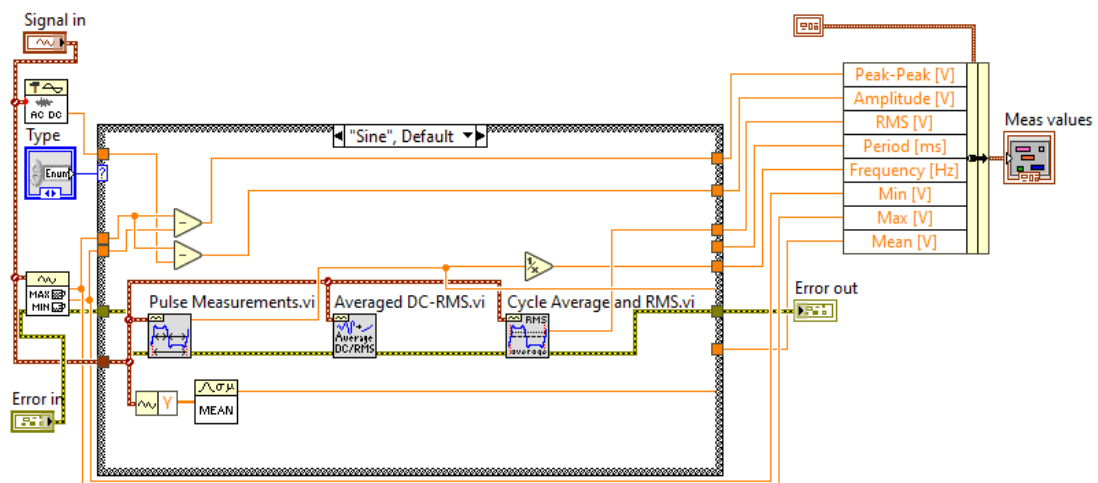 Signal in
AC DC
Type
Enum
MAX
MIN
Error in
"Sine", Default
?
1/x
Pulse Measurements.vi
Averaged DC-RMS.vi
Average
DC/RMS
Cycle Average and RMS.vi
RMS
average
Y
σμ
MEAN
Peak-Peak [V]
Amplitude [V]
RMS [V]
Period [ms]
Frequency [Hz]
Min [V]
Max [V]
Mean [V]
Meas values
Error out